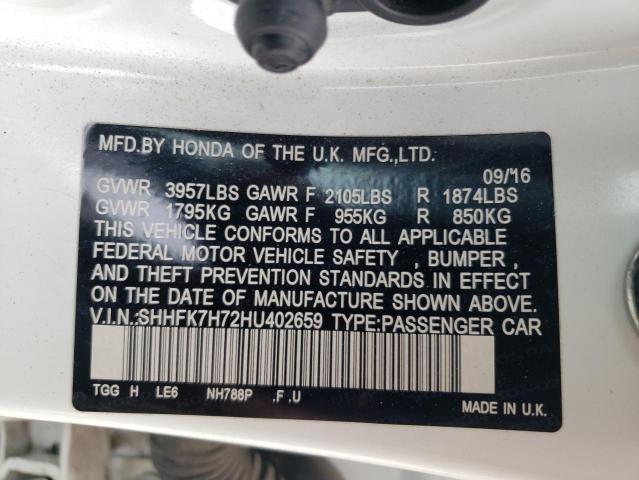 MFD.BY HONDA OF THE U.K. MFG.,LTD.
09/16
GVWR 3957LBS GAWR F 2105LBS R 1874LBS
GVWR 1795KG GAWR F 955KG R 850KG
THIS VEHICLE CONFORMS TO ALL APPLICABLE
FEDERAL MOTOR VEHICLE SAFETY , BUMPER ,
AND THEFT PREVENTION STANDARDS IN EFFECT
ON THE DATE OF MANUFACTURE SHOWN ABOVE.
V.I.N.:SHHFK7H72HU402659 TYPE:PASSENGER CAR
TGG H LE6 NH788P .F .U
MADE IN U.K.